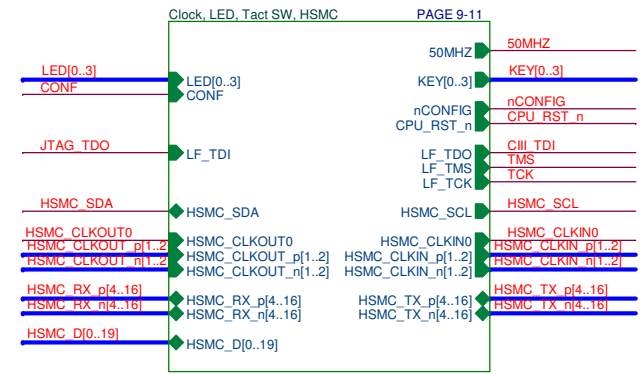 Clock, LED, Tact SW, HSMC PAGE 9-11
50MHZ 50MHZ
LED[0..3] LED[0..3] KEY[0..3] KEY[0..3]
CONF CONF
nCONFIG nCONFIG
CPU_RST_n CPU_RST_n
JTAG_TDO LF_TDI LF_TDO CIII_TDI
LF_TMS TMS
LF_TCK TCK
HSMC_SDA HSMC_SDA HSMC_SCL HSMC_SCL
HSMC_CLKOUT0 HSMC_CLKOUT0 HSMC_CLKIN0 HSMC_CLKIN0
HSMC_CLKOUT_p[1..2] HSMC_CLKOUT_p[1..2] HSMC_CLKIN_p[1..2] HSMC_CLKIN_p[1..2]
HSMC_CLKOUT_n[1..2] HSMC_CLKOUT_n[1..2] HSMC_CLKIN_n[1..2] HSMC_CLKIN_n[1..2]
HSMC_RX_p[4..16] HSMC_RX_p[4..16] HSMC_TX_p[4..16] HSMC_TX_p[4..16]
HSMC_RX_n[4..16] HSMC_RX_n[4..16] HSMC_TX_n[4..16] HSMC_TX_n[4..16]
HSMC_D[0..19] HSMC_D[0..19]